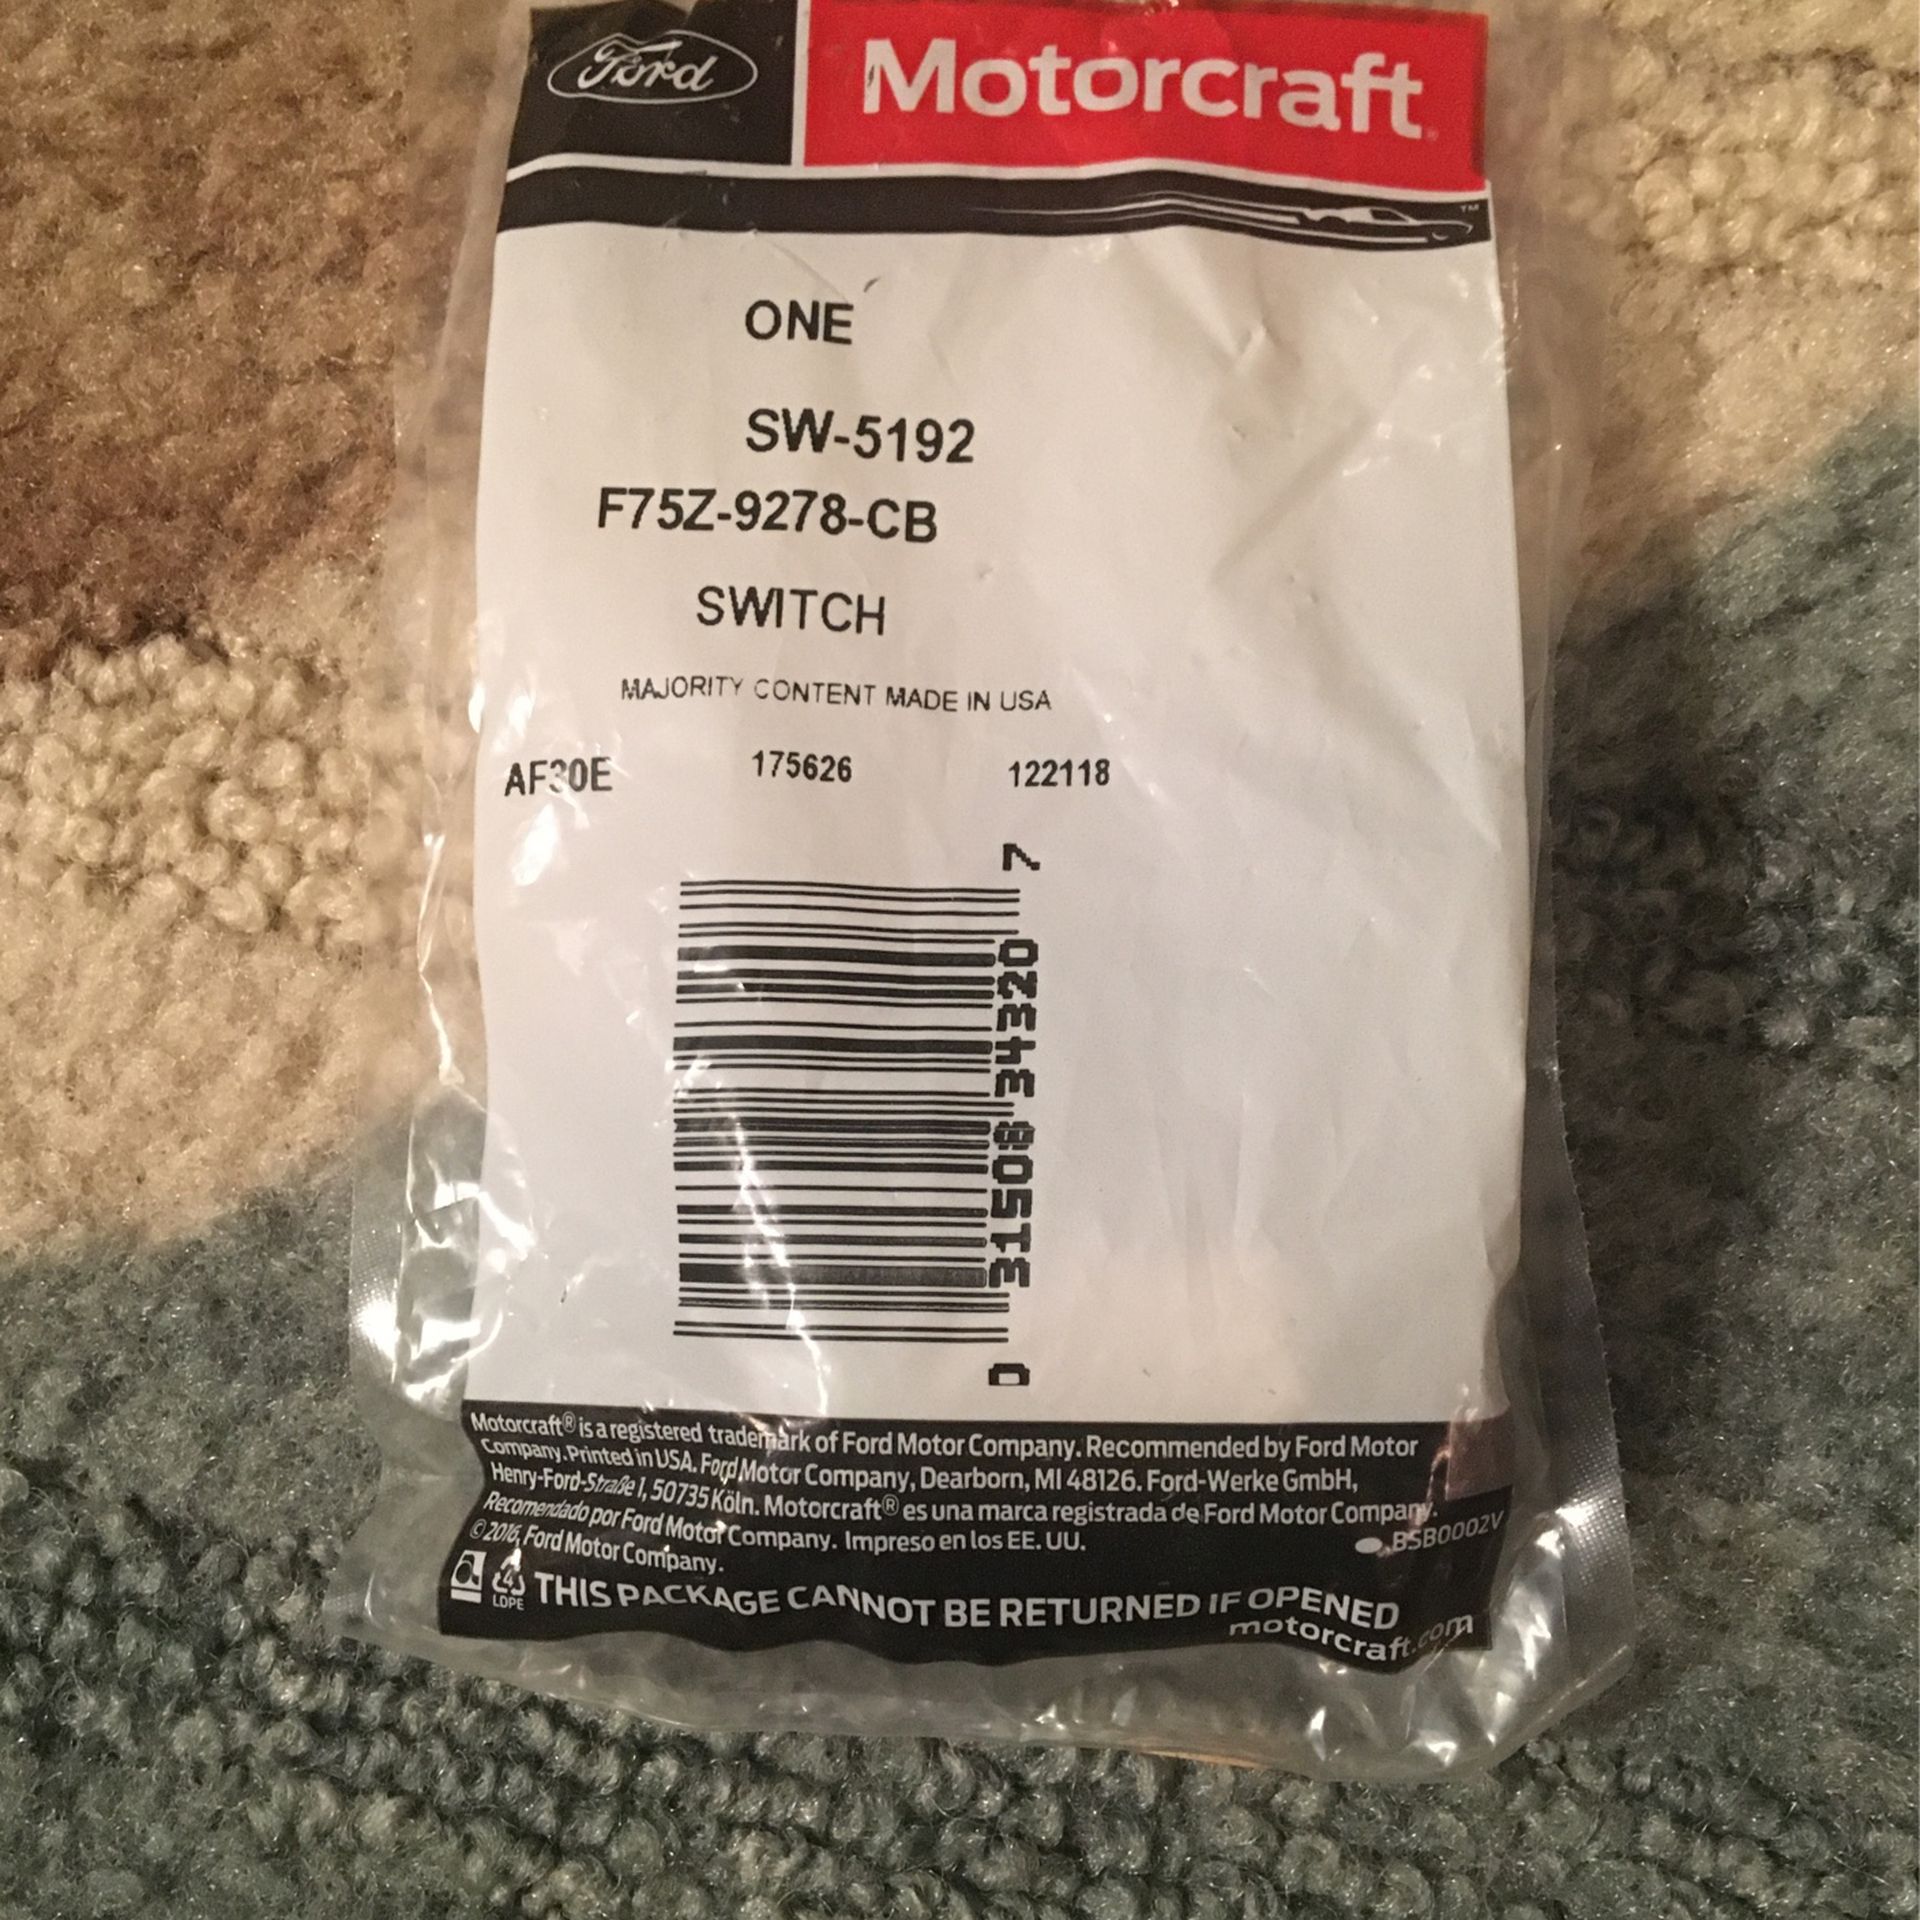 Ford Motorcraft
™
ONE
SW-5192
F75Z-9278-CB
SWITCH
MAJORITY CONTENT MADE IN USA
AF30E 175626 122118
0 31508 34320 7
Motorcraft® is a registered trademark of Ford Motor Company. Recommended by Ford Motor
Company. Printed in USA. Ford Motor Company, Dearborn, MI 48126. Ford-Werke GmbH,
Henry-Ford-Straße 1, 50735 Köln. Motorcraft® es una marca registrada de Ford Motor Company.
Recomendado por Ford Motor Company. Impreso en los EE. UU.
© 2016, Ford Motor Company.
BSB0002V
4
LDPE
THIS PACKAGE CANNOT BE RETURNED IF OPENED
motorcraft.com